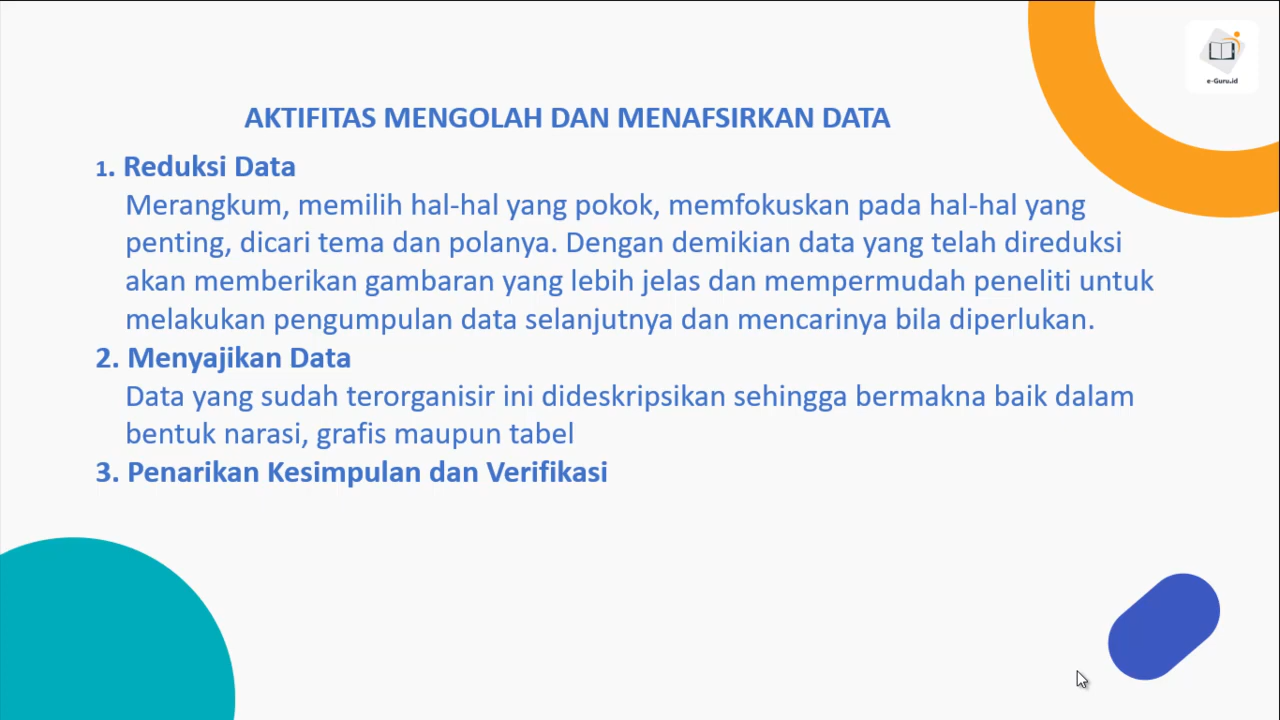 e-Guru.id
AKTIFITAS MENGOLAH DAN MENAFSIRKAN DATA
1. Reduksi Data
Merangkum, memilih hal-hal yang pokok, memfokuskan pada hal-hal yang
penting, dicari tema dan polanya. Dengan demikian data yang telah direduksi
akan memberikan gambaran yang lebih jelas dan mempermudah peneliti untuk
melakukan pengumpulan data selanjutnya dan mencarinya bila diperlukan.
2. Menyajikan Data
Data yang sudah terorganisir ini dideskripsikan sehingga bermakna baik dalam
bentuk narasi, grafis maupun tabel
3. Penarikan Kesimpulan dan Verifikasi